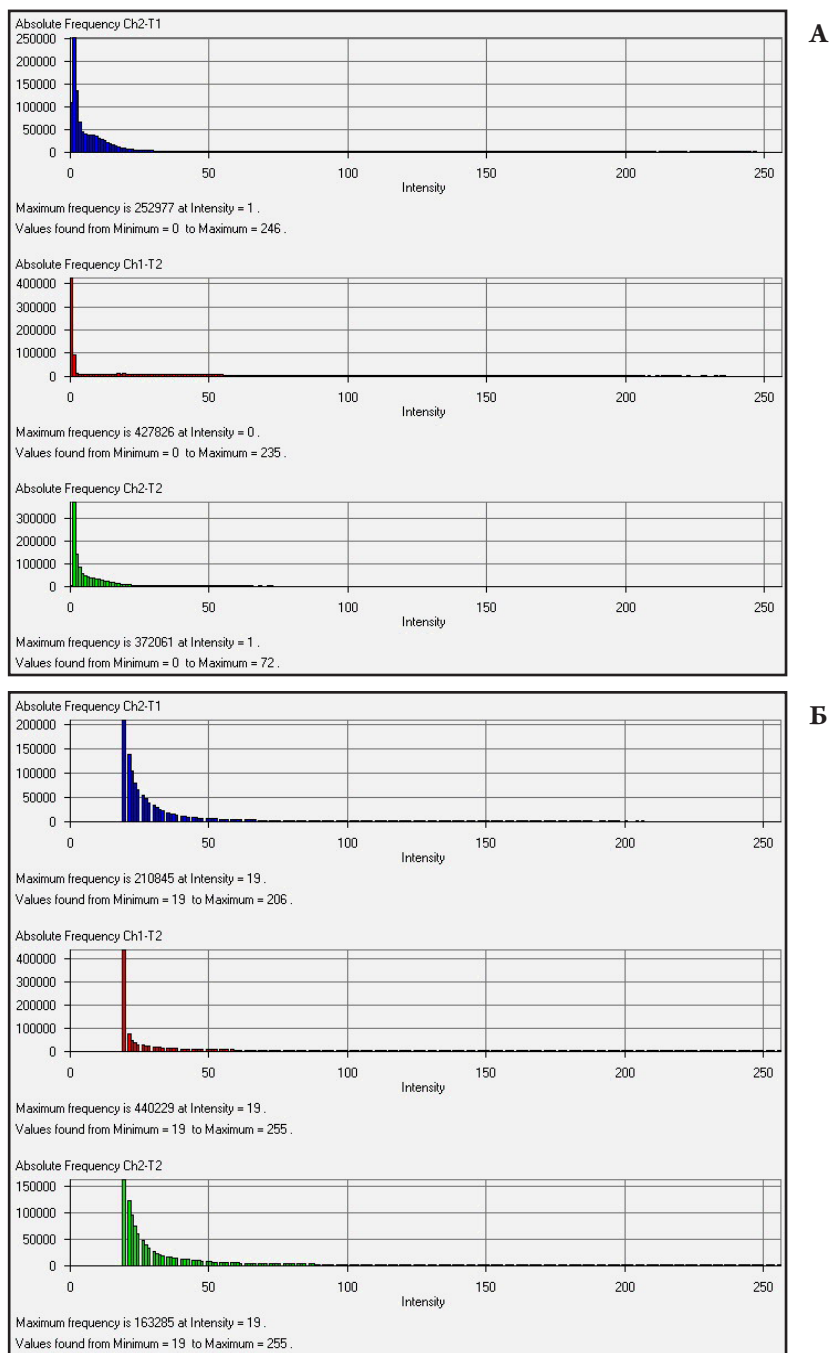 Absolute Frequency Ch2-T1
А
250000
200000
150000
100000
50000
0
0 50 100 150 200 250
Intensity
Maximum frequency is 252977 at Intensity = 1 .
Values found from Minimum = 0 to Maximum = 246 .
Absolute Frequency Ch1-T2
400000
300000
200000
100000
0
0 50 100 150 200 250
Intensity
Maximum frequency is 427826 at Intensity = 0 .
Values found from Minimum = 0 to Maximum = 235 .
Absolute Frequency Ch2-T2
300000
200000
100000
0
0 50 100 150 200 250
Intensity
Maximum frequency is 372061 at Intensity = 1 .
Values found from Minimum = 0 to Maximum = 72 .
Absolute Frequency Ch2-T1
Б
200000
150000
100000
50000
0
0 50 100 150 200 250
Intensity
Maximum frequency is 210845 at Intensity = 19 .
Values found from Minimum = 19 to Maximum = 206 .
Absolute Frequency Ch1-T2
400000
300000
200000
100000
0
0 50 100 150 200 250
Intensity
Maximum frequency is 440229 at Intensity = 19 .
Values found from Minimum = 19 to Maximum = 255 .
Absolute Frequency Ch2-T2
150000
100000
50000
0
0 50 100 150 200 250
Intensity
Maximum frequency is 163285 at Intensity = 19 .
Values found from Minimum = 19 to Maximum = 255 .